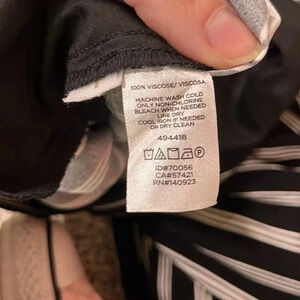 100% VISCOSE/ VISCOSA
MACHINE WASH COLD
ONLY NON-CHLORINE
BLEACH WHEN NEEDED
LINE DRY
COOL IRON IF NEEDED
OR DRY CLEAN
494418
ID#70056
CA#57421
RN#140923